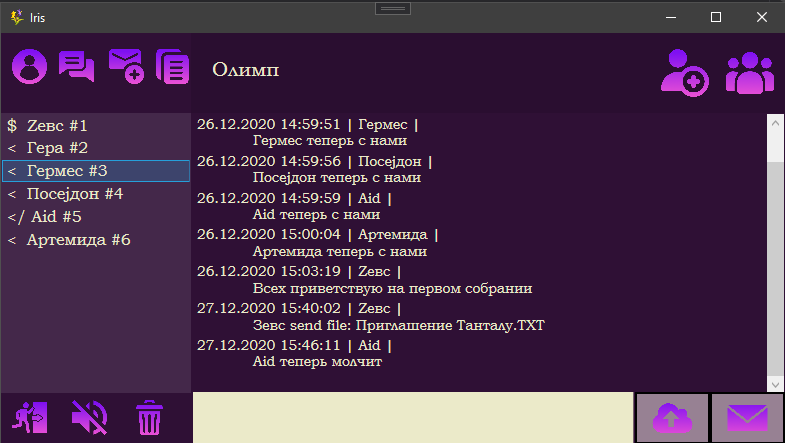 Iris
Олимп
$ Zевс #1
< Гера #2
< Гермес #3
< Посејдон #4
</ Aid #5
< Артемида #6
26.12.2020 14:59:51 | Гермес |
Гермес теперь с нами
26.12.2020 14:59:56 | Посејдон |
Посејдон теперь с нами
26.12.2020 14:59:59 | Aid |
Aid теперь с нами
26.12.2020 15:00:04 | Артемида |
Артемида теперь с нами
26.12.2020 15:03:19 | Zевс |
Всех приветствую на первом собрании
27.12.2020 15:40:02 | Zевс |
Зевс send file: Приглашение Танталу.TXT
27.12.2020 15:46:11 | Aid |
Aid теперь молчит